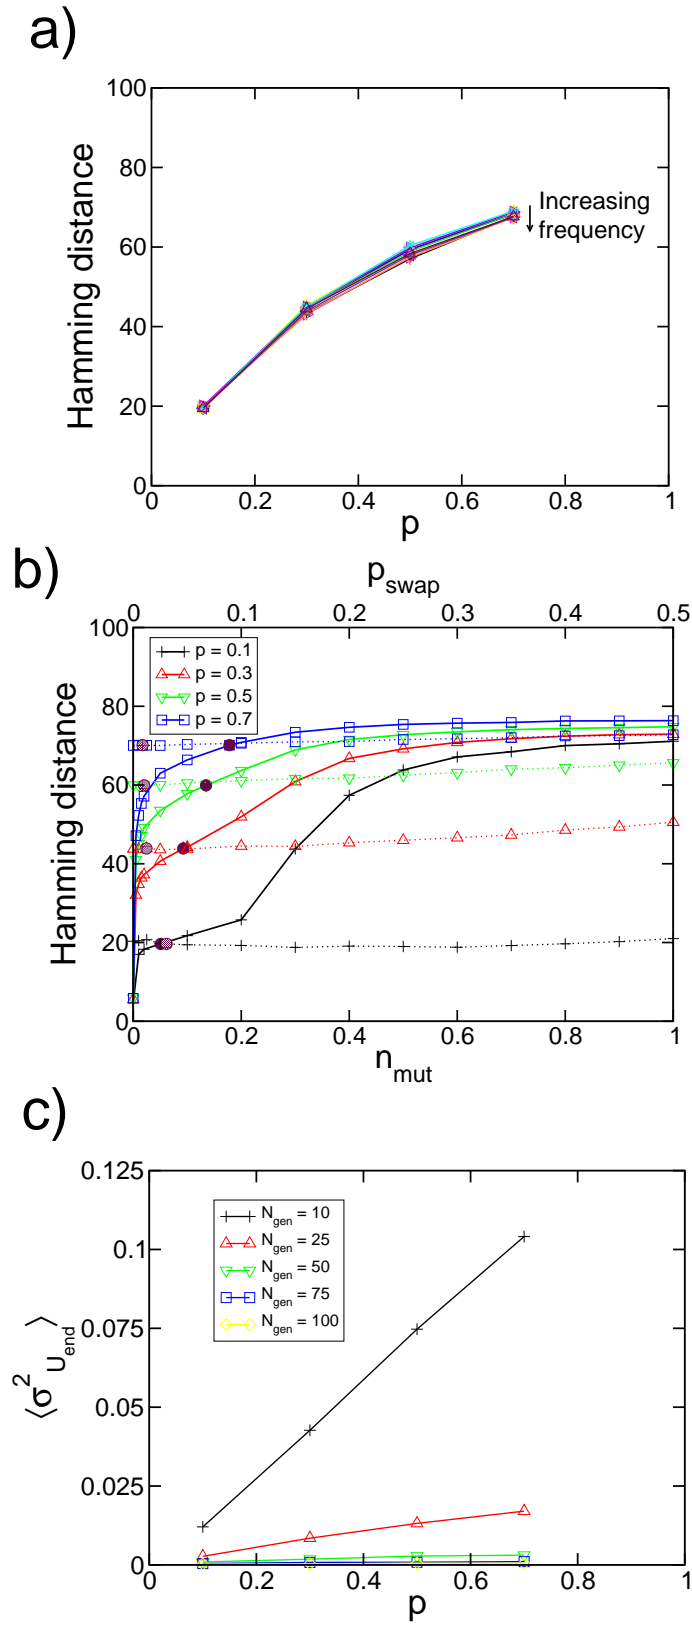 a)
100
80
60
40
20
0
Hamming distance
Increasing
frequency
0 0.2 0.4 0.6 0.8 1
p
b)
p_swap
0 0.1 0.2 0.3 0.4 0.5
100
80
60
40
20
0
Hamming distance
p = 0.1
p = 0.3
p = 0.5
p = 0.7
0 0.2 0.4 0.6 0.8 1
n_mut
c)
0.125
0.1
0.075
0.05
0.025
0
⟨σ²_U_end⟩
N_gen = 10
N_gen = 25
N_gen = 50
N_gen = 75
N_gen = 100
0 0.2 0.4 0.6 0.8 1
p